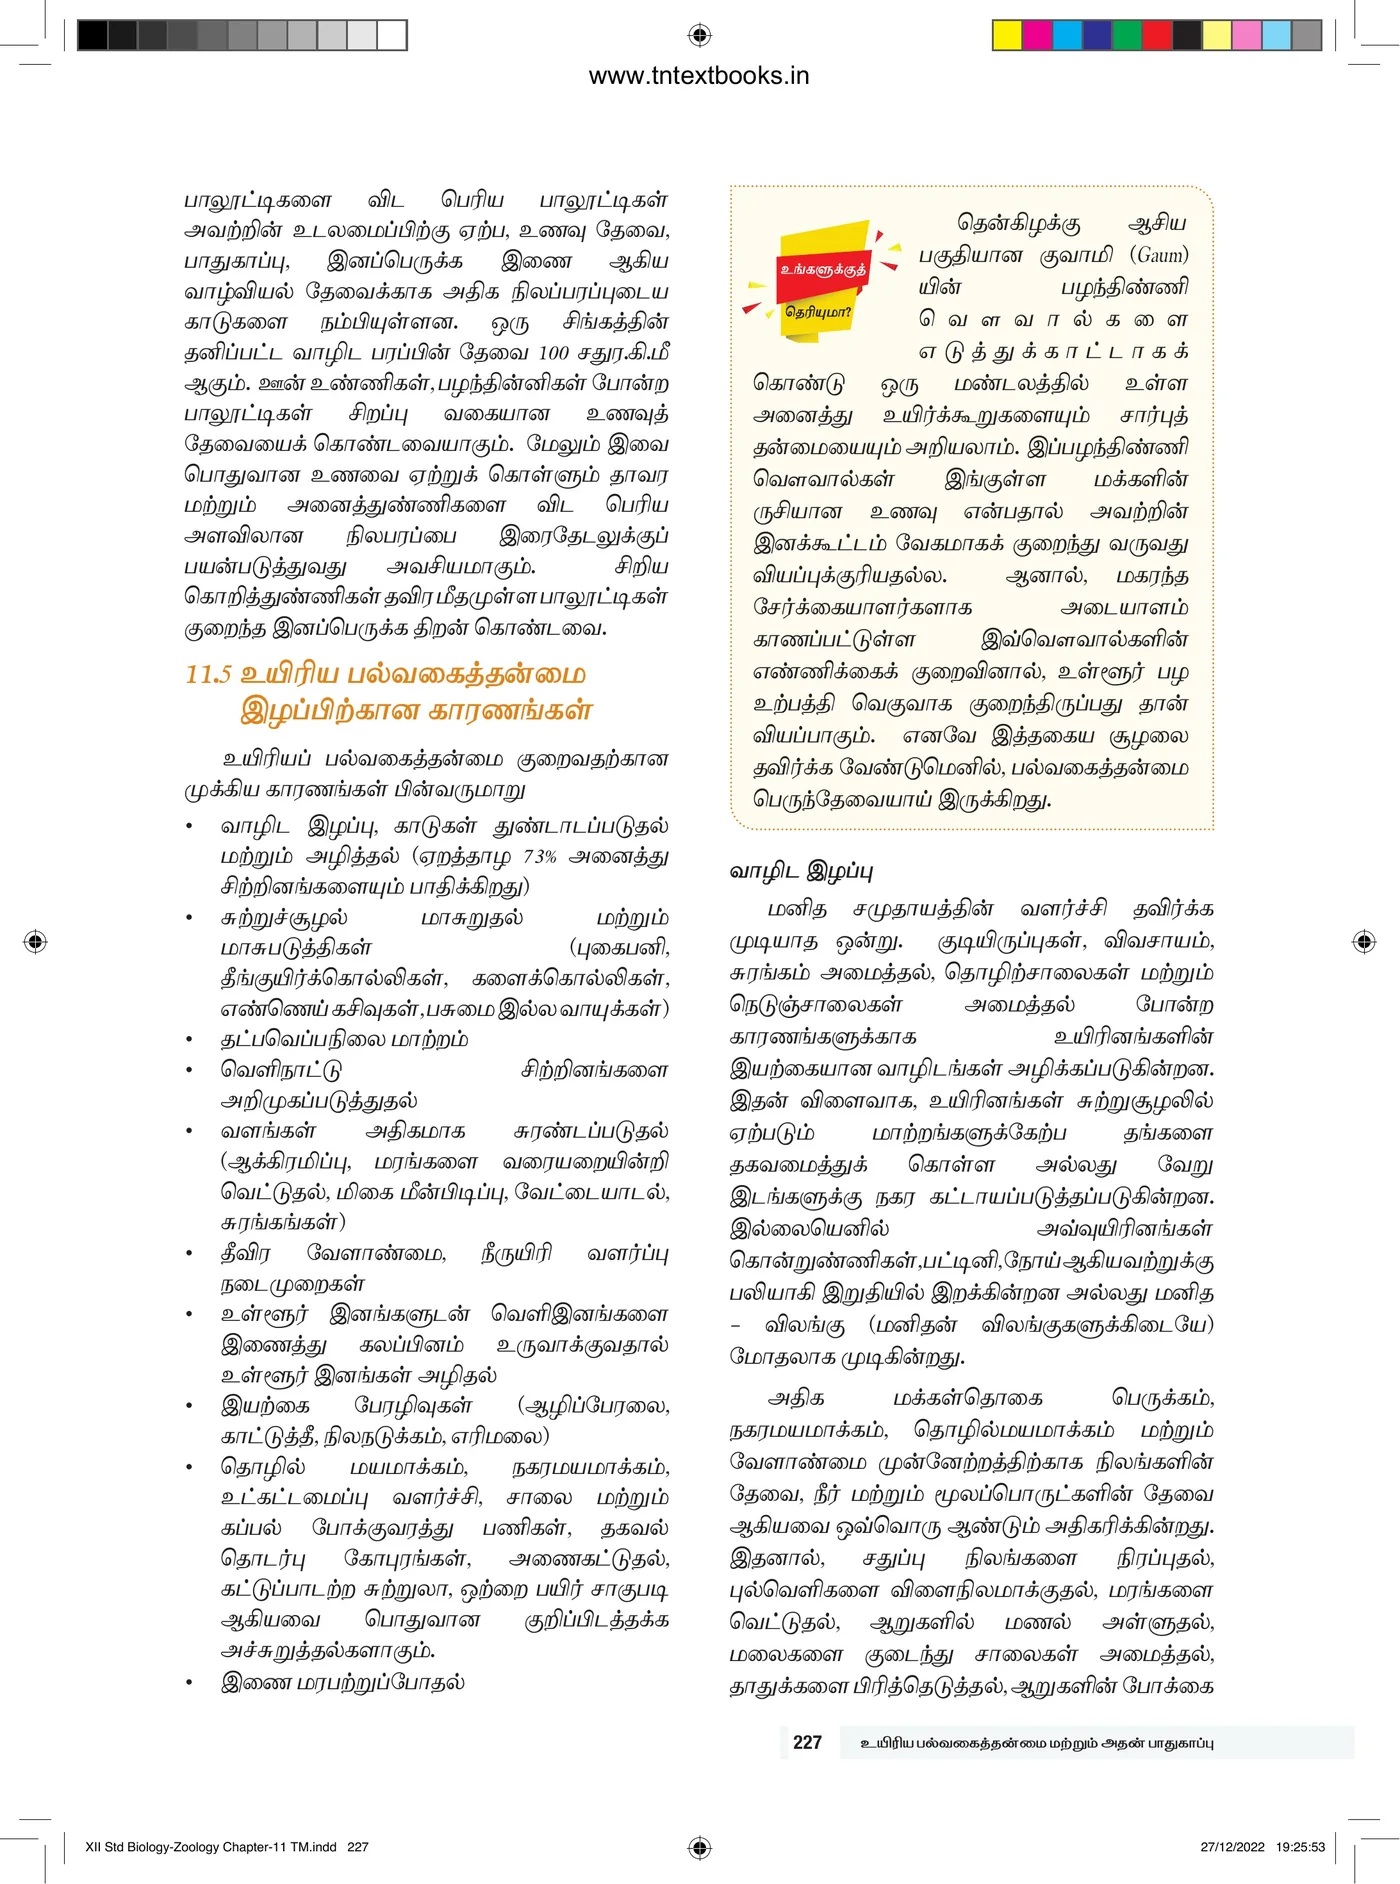 www.tntextbooks.in
பாலூட்டிகளை விட பெரிய பாலூட்டிகள்
அவற்றின் உடலமைப்பிற்கு ஏற்ப, உணவு தேவை,
பாதுகாப்பு, இனப்பெருக்க இணை ஆகிய
வாழ்வியல் தேவைக்காக அதிக நிலப்பரப்புடைய
காடுகளை நம்பியுள்ளன. ஒரு சிங்கத்தின்
தனிப்பட்ட வாழிட பரப்பின் தேவை 100 சதுர.கி.மீ
ஆகும். ஊன் உண்ணிகள், பழந்தின்னிகள் போன்ற
பாலூட்டிகள் சிறப்பு வகையான உணவுத்
தேவையைக் கொண்டவையாகும். மேலும் இவை
பொதுவான உணவை ஏற்றுக் கொள்ளும் தாவர
மற்றும் அனைத்துண்ணிகளை விட பெரிய
அளவிலான நிலபரப்பை இரைதேடலுக்குப்
பயன்படுத்துவது அவசியமாகும். சிறிய
கொறித்துண்ணிகள் தவிர மீதமுள்ள பாலூட்டிகள்
குறைந்த இனப்பெருக்க திறன் கொண்டவை.
11.5 உயிரிய பல்வகைத்தன்மை
இழப்பிற்கான காரணங்கள்
உயிரியப் பல்வகைத்தன்மை குறைவதற்கான
முக்கிய காரணங்கள் பின்வருமாறு
• வாழிட இழப்பு, காடுகள் துண்டாடப்படுதல்
மற்றும் அழித்தல் (ஏறத்தாழ 73% அனைத்து
சிற்றினங்களையும் பாதிக்கிறது)
• சுற்றுச்சூழல் மாசுறுதல் மற்றும்
மாசுபடுத்திகள் (புகைபனி,
தீங்குயிர்க்கொல்லிகள், களைக்கொல்லிகள்,
எண்ணெய் கசிவுகள், பசுமை இல்ல வாயுக்கள்)
• தட்பவெப்பநிலை மாற்றம்
• வெளிநாட்டு சிற்றினங்களை
அறிமுகப்படுத்துதல்
• வளங்கள் அதிகமாக சுரண்டப்படுதல்
(ஆக்கிரமிப்பு, மரங்களை வரையறையின்றி
வெட்டுதல், மிகை மீன்பிடிப்பு, வேட்டையாடல்,
சுரங்கங்கள்)
• தீவிர வேளாண்மை, நீருயிரி வளர்ப்பு
நடைமுறைகள்
• உள்ளூர் இனங்களுடன் வெளிஇனங்களை
இணைத்து கலப்பினம் உருவாக்குவதால்
உள்ளூர் இனங்கள் அழிதல்
• இயற்கை பேரழிவுகள் (ஆழிப்பேரலை,
காட்டுத்தீ, நிலநடுக்கம், எரிமலை)
• தொழில் மயமாக்கம், நகரமயமாக்கம்,
உட்கட்டமைப்பு வளர்ச்சி, சாலை மற்றும்
கப்பல் போக்குவரத்து பணிகள், தகவல்
தொடர்பு கோபுரங்கள், அணைகட்டுதல்,
கட்டுப்பாடற்ற சுற்றுலா, ஒற்றை பயிர் சாகுபடி
ஆகியவை பொதுவான குறிப்பிடத்தக்க
அச்சுறுத்தல்களாகும்.
• இணை மரபற்றுப்போதல்
உங்களுக்குத்
தெரியுமா?
தென்கிழக்கு ஆசிய
பகுதியான குவாமி (Gaum)
யின் பழந்திண்ணி
வௌவால்களை
எடுத்துக்காட்டாகக்
கொண்டு ஒரு மண்டலத்தில் உள்ள
அனைத்து உயிர்க்கூறுகளையும் சார்புத்
தன்மையையும் அறியலாம். இப்பழந்திண்ணி
வௌவால்கள் இங்குள்ள மக்களின்
ருசியான உணவு என்பதால் அவற்றின்
இனக்கூட்டம் வேகமாகக் குறைந்து வருவது
வியப்புக்குரியதல்ல. ஆனால், மகரந்த
சேர்க்கையாளர்களாக அடையாளம்
காணப்பட்டுள்ள இவ்வௌவால்களின்
எண்ணிக்கைக் குறைவினால், உள்ளூர் பழ
உற்பத்தி வெகுவாக குறைந்திருப்பது தான்
வியப்பாகும். எனவே இத்தகைய சூழலை
தவிர்க்க வேண்டுமெனில், பல்வகைத்தன்மை
பெருந்தேவையாய் இருக்கிறது.
வாழிட இழப்பு
மனித சமுதாயத்தின் வளர்ச்சி தவிர்க்க
முடியாத ஒன்று. குடியிருப்புகள், விவசாயம்,
சுரங்கம் அமைத்தல், தொழிற்சாலைகள் மற்றும்
நெடுஞ்சாலைகள் அமைத்தல் போன்ற
காரணங்களுக்காக உயிரினங்களின்
இயற்கையான வாழிடங்கள் அழிக்கப்படுகின்றன.
இதன் விளைவாக, உயிரினங்கள் சுற்றுசூழலில்
ஏற்படும் மாற்றங்களுக்கேற்ப தங்களை
தகவமைத்துக் கொள்ள அல்லது வேறு
இடங்களுக்கு நகர கட்டாயப்படுத்தப்படுகின்றன.
இல்லையெனில் அவ்வுயிரினங்கள்
கொன்றுண்ணிகள், பட்டினி, நோய் ஆகியவற்றுக்கு
பலியாகி இறுதியில் இறக்கின்றன அல்லது மனித
– விலங்கு (மனிதன் விலங்குகளுக்கிடையே)
மோதலாக முடிகின்றது.
அதிக மக்கள்தொகை பெருக்கம்,
நகரமயமாக்கம், தொழில்மயமாக்கம் மற்றும்
வேளாண்மை முன்னேற்றத்திற்காக நிலங்களின்
தேவை, நீர் மற்றும் மூலப்பொருட்களின் தேவை
ஆகியவை ஒவ்வொரு ஆண்டும் அதிகரிக்கின்றது.
இதனால், சதுப்பு நிலங்களை நிரப்புதல்,
புல்வெளிகளை விளைநிலமாக்குதல், மரங்களை
வெட்டுதல், ஆறுகளில் மணல் அள்ளுதல்,
மலைகளை குடைந்து சாலைகள் அமைத்தல்,
தாதுக்களை பிரித்தெடுத்தல், ஆறுகளின் போக்கை
227 உயிரிய பல்வகைத்தன்மை மற்றும் அதன் பாதுகாப்பு
XII Std Biology-Zoology Chapter-11 TM.indd 227
27/12/2022 19:25:53